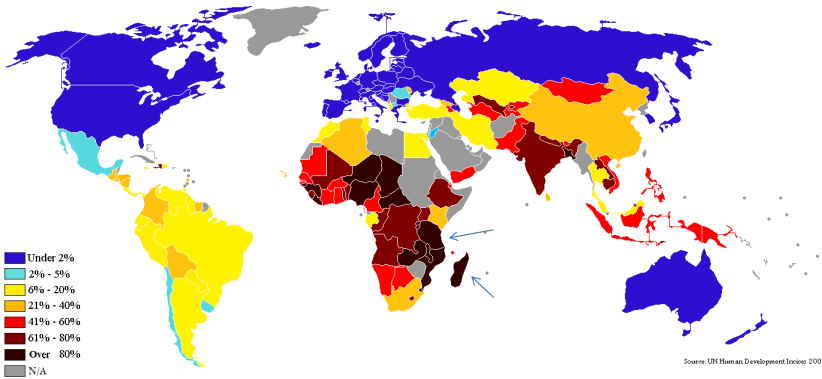 Under 2%
2% - 5%
6% - 20%
21% - 40%
41% - 60%
61% - 80%
Over 80%
N/A
Source: UN Human Development Indices 200